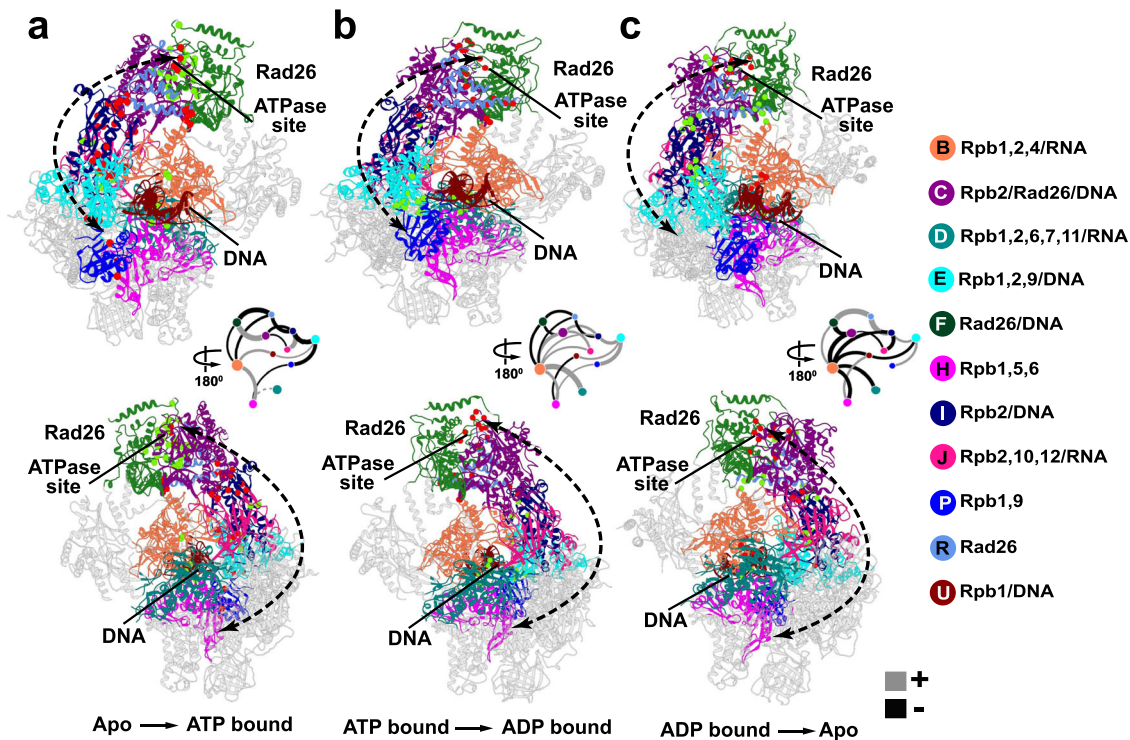 a
b
c
Rad26
ATPase
site
DNA
Rad26
ATPase
site
DNA
Rad26
ATPase
site
DNA
B Rpb1,2,4/RNA
C Rpb2/Rad26/DNA
D Rpb1,2,6,7,11/RNA
E Rpb1,2,9/DNA
F Rad26/DNA
H Rpb1,5,6
I Rpb2/DNA
J Rpb2,10,12/RNA
P Rpb1,9
R Rad26
U Rpb1/DNA
180⁰
180⁰
180⁰
Rad26
ATPase
site
DNA
Rad26
ATPase
site
DNA
Rad26
ATPase
site
DNA
+
-
Apo → ATP bound
ATP bound → ADP bound
ADP bound → Apo